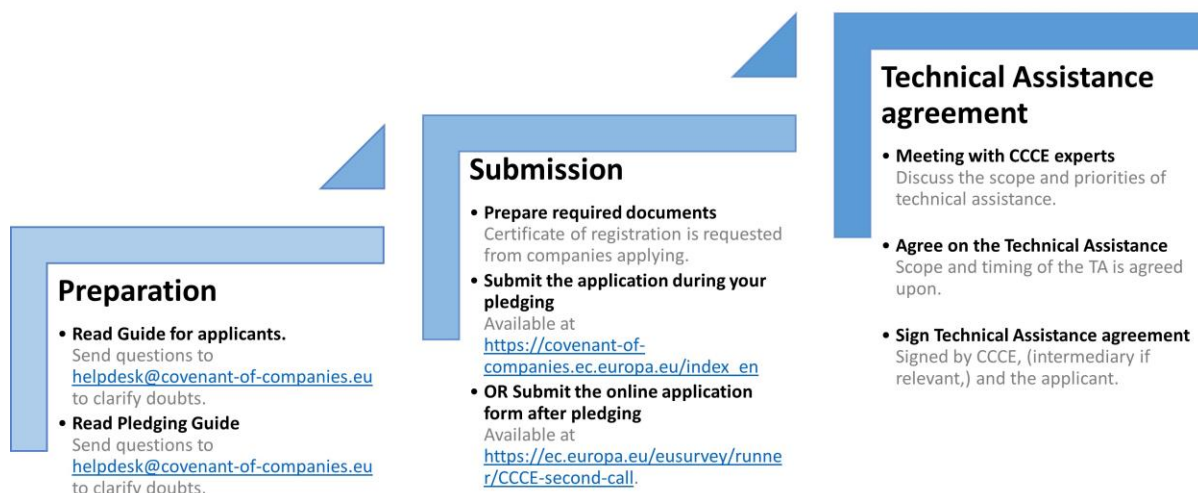 Preparation
• Read Guide for applicants.
Send questions to
helpdesk@covenant-of-companies.eu
to clarify doubts.
• Read Pledging Guide
Send questions to
helpdesk@covenant-of-companies.eu
to clarify doubts.
Submission
• Prepare required documents
Certificate of registration is requested
from companies applying.
• Submit the application during your
pledging
Available at
https://covenant-of-
companies.ec.europa.eu/index_en
• OR Submit the online application
form after pledging
Available at
https://ec.europa.eu/eusurvey/runne
r/CCCE-second-call.
Technical Assistance
agreement
• Meeting with CCCE experts
Discuss the scope and priorities of
technical assistance.
• Agree on the Technical Assistance
Scope and timing of the TA is agreed
upon.
• Sign Technical Assistance agreement
Signed by CCCE, (intermediary if
relevant,) and the applicant.